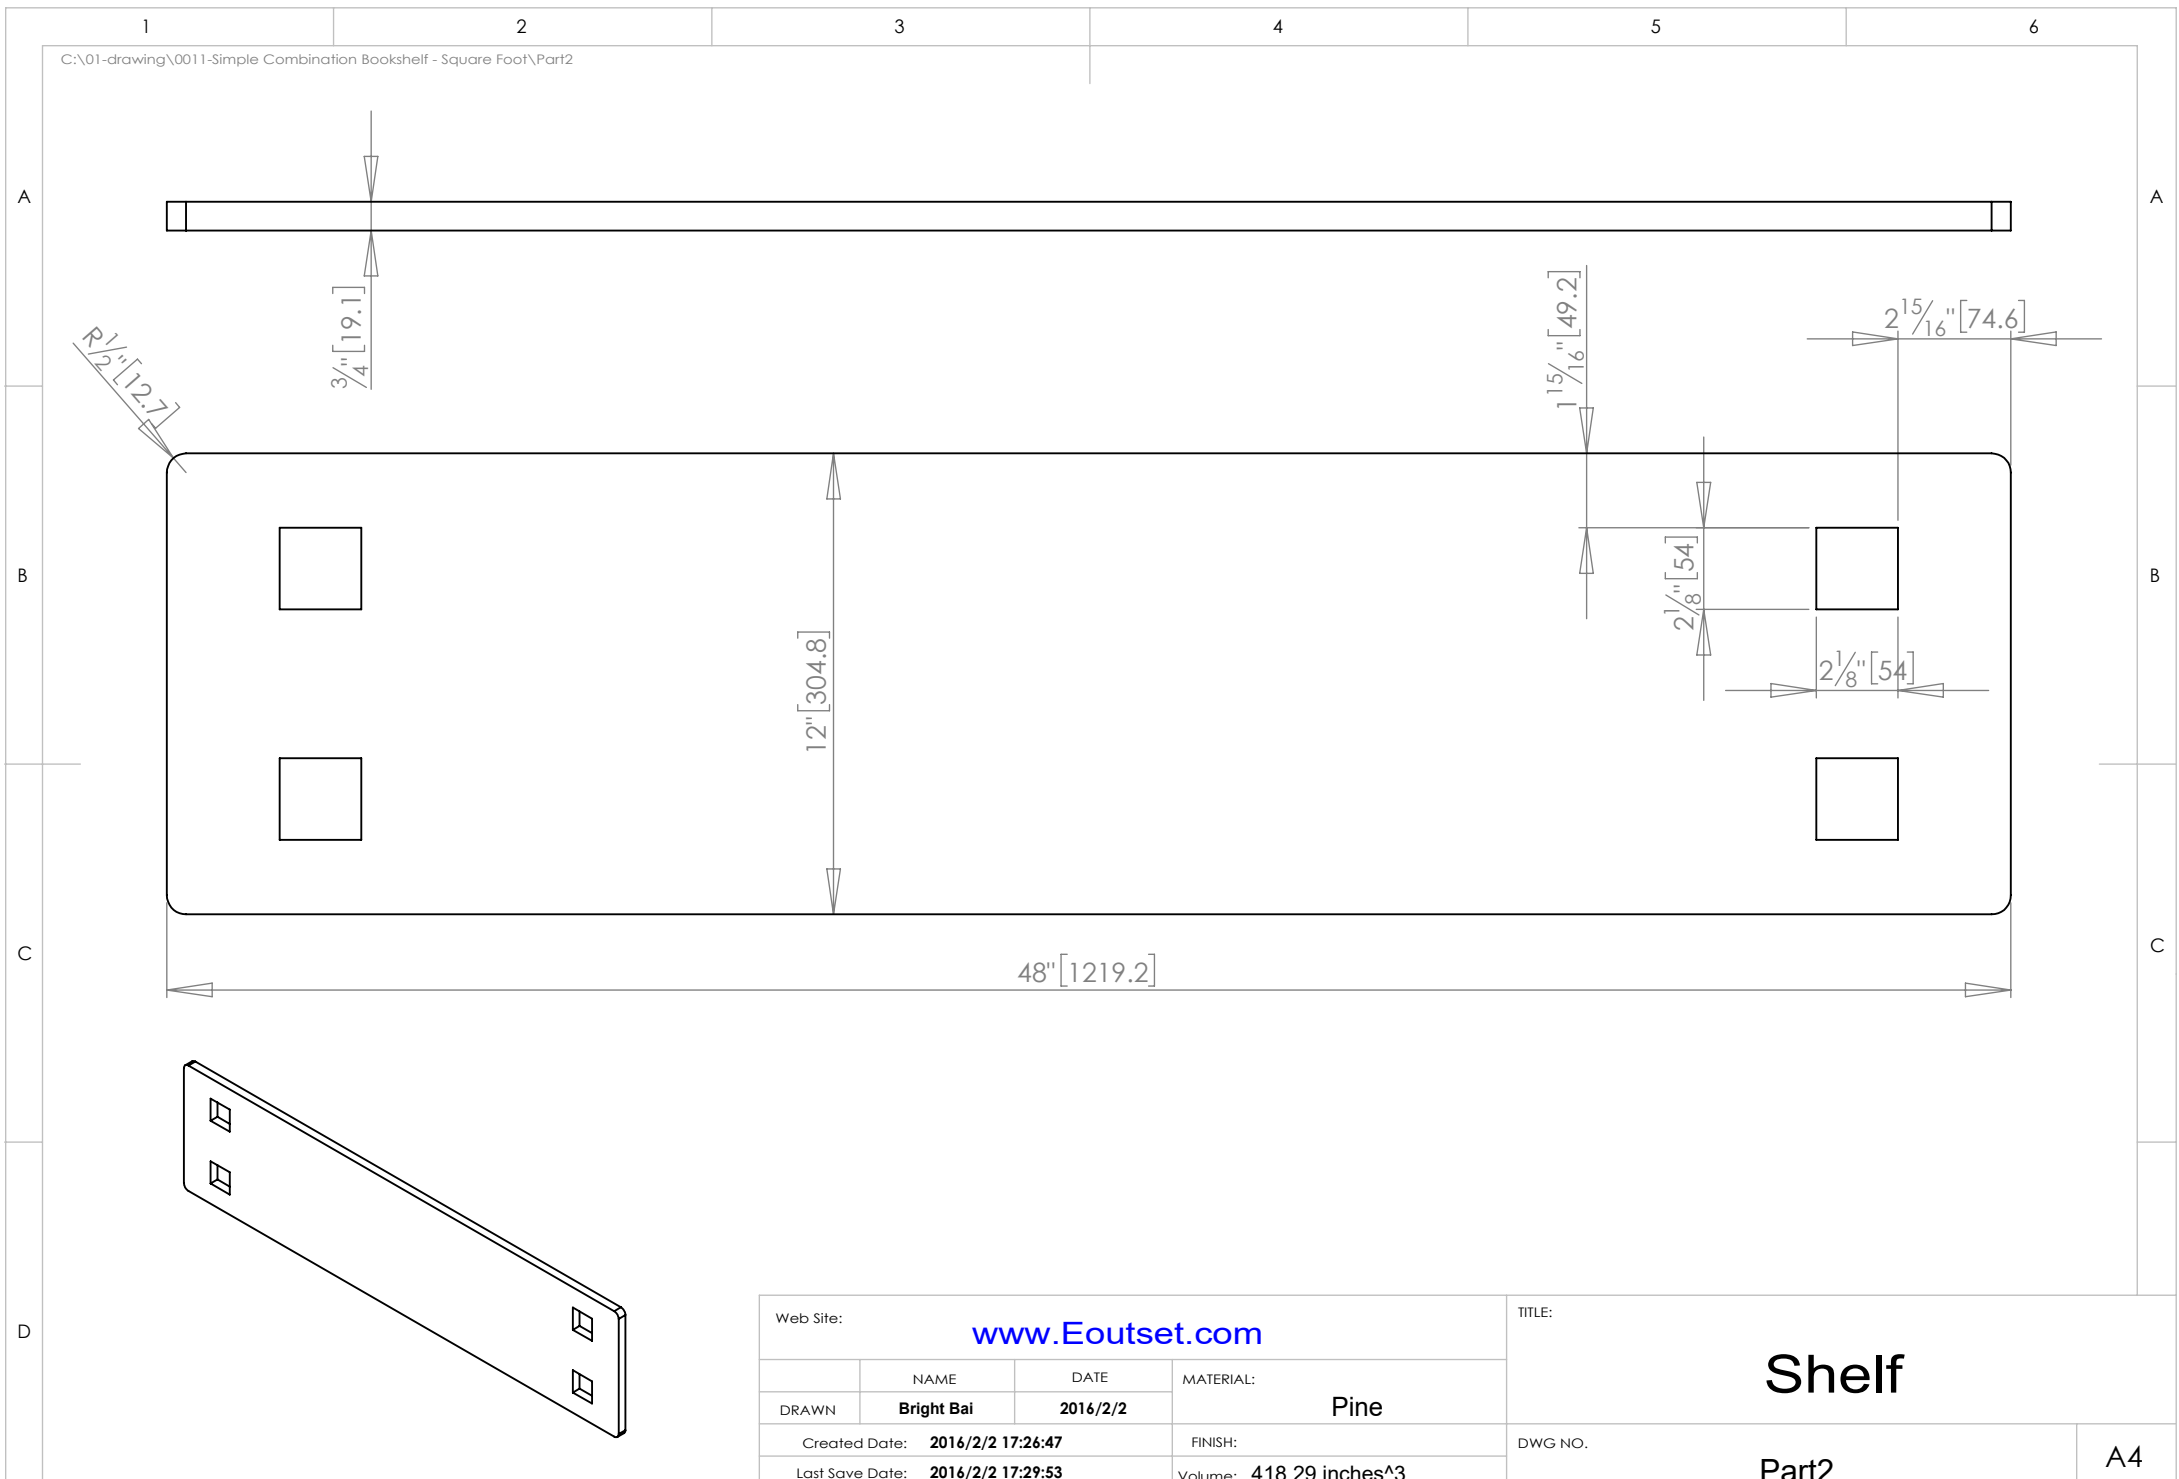 1 2 3 4 5 6
C:\01-drawing\0011-Simple Combination Bookshelf - Square Foot\Part2
A A
3/4"[19.1]
1 15/16"[49.2]
2 15/16"[74.6]
R1/2"[12.7]
B B
2 1/8"[54]
2 1/8"[54]
12"[304.8]
C C
48"[1219.2]
D
Web Site: www.Eoutset.com
TITLE:
Shelf
NAME DATE MATERIAL:
DRAWN Bright Bai 2016/2/2 Pine
Created Date: 2016/2/2 17:26:47 FINISH:
DWG NO.
Part2
A4
Last Save Date: 2016/2/2 17:29:53 Volume: 418.29 inches^3